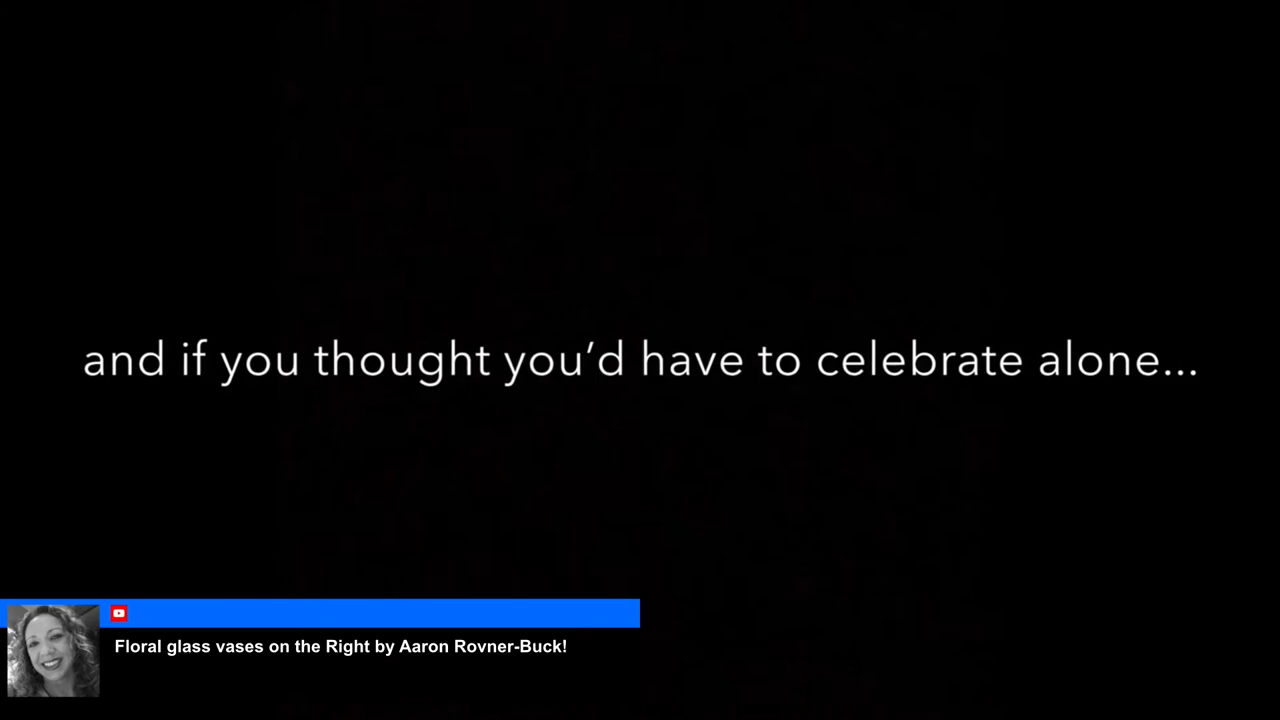 and if you thought you’d have to celebrate alone...
Floral glass vases on the Right by Aaron Rovner-Buck!